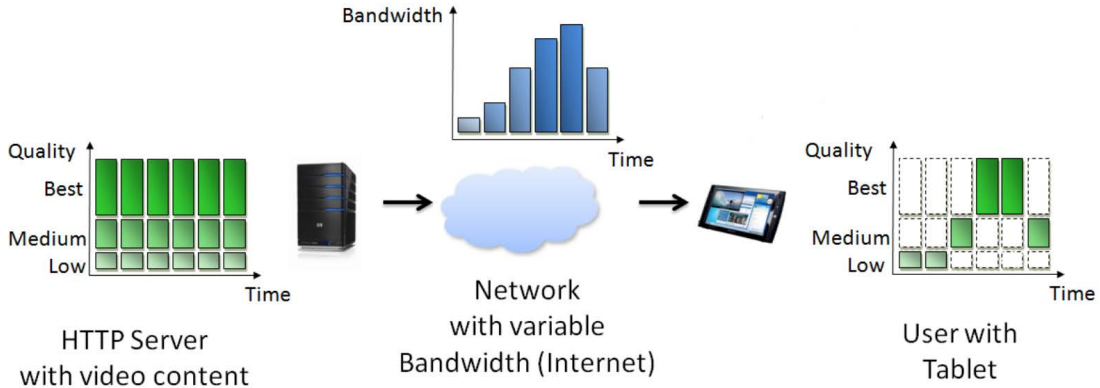 Bandwidth
Time
Quality
Best
Medium
Low
Time
HTTP Server
with video content
Network
with variable
Bandwidth (Internet)
Quality
Best
Medium
Low
Time
User with
Tablet